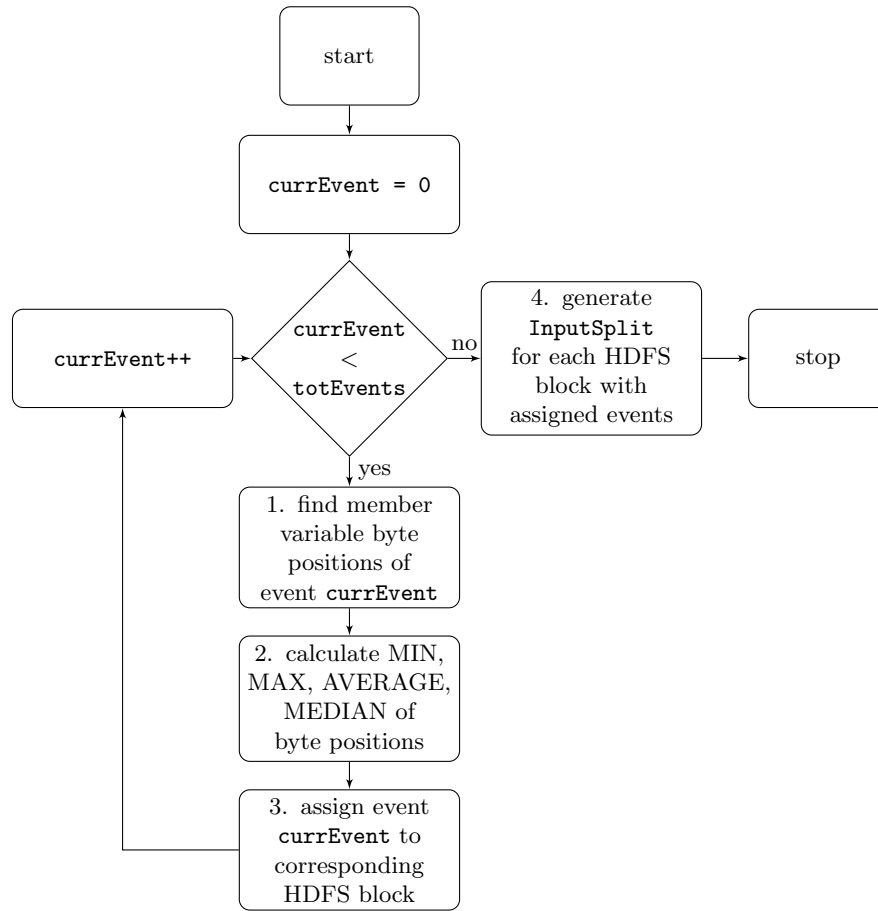 start
currEvent = 0
currEvent++
currEvent
<
totEvents
no
4. generate
InputSplit
for each HDFS
block with
assigned events
stop
yes
1. find member
variable byte
positions of
event currEvent
2. calculate MIN,
MAX, AVERAGE,
MEDIAN of
byte positions
3. assign event
currEvent to
corresponding
HDFS block